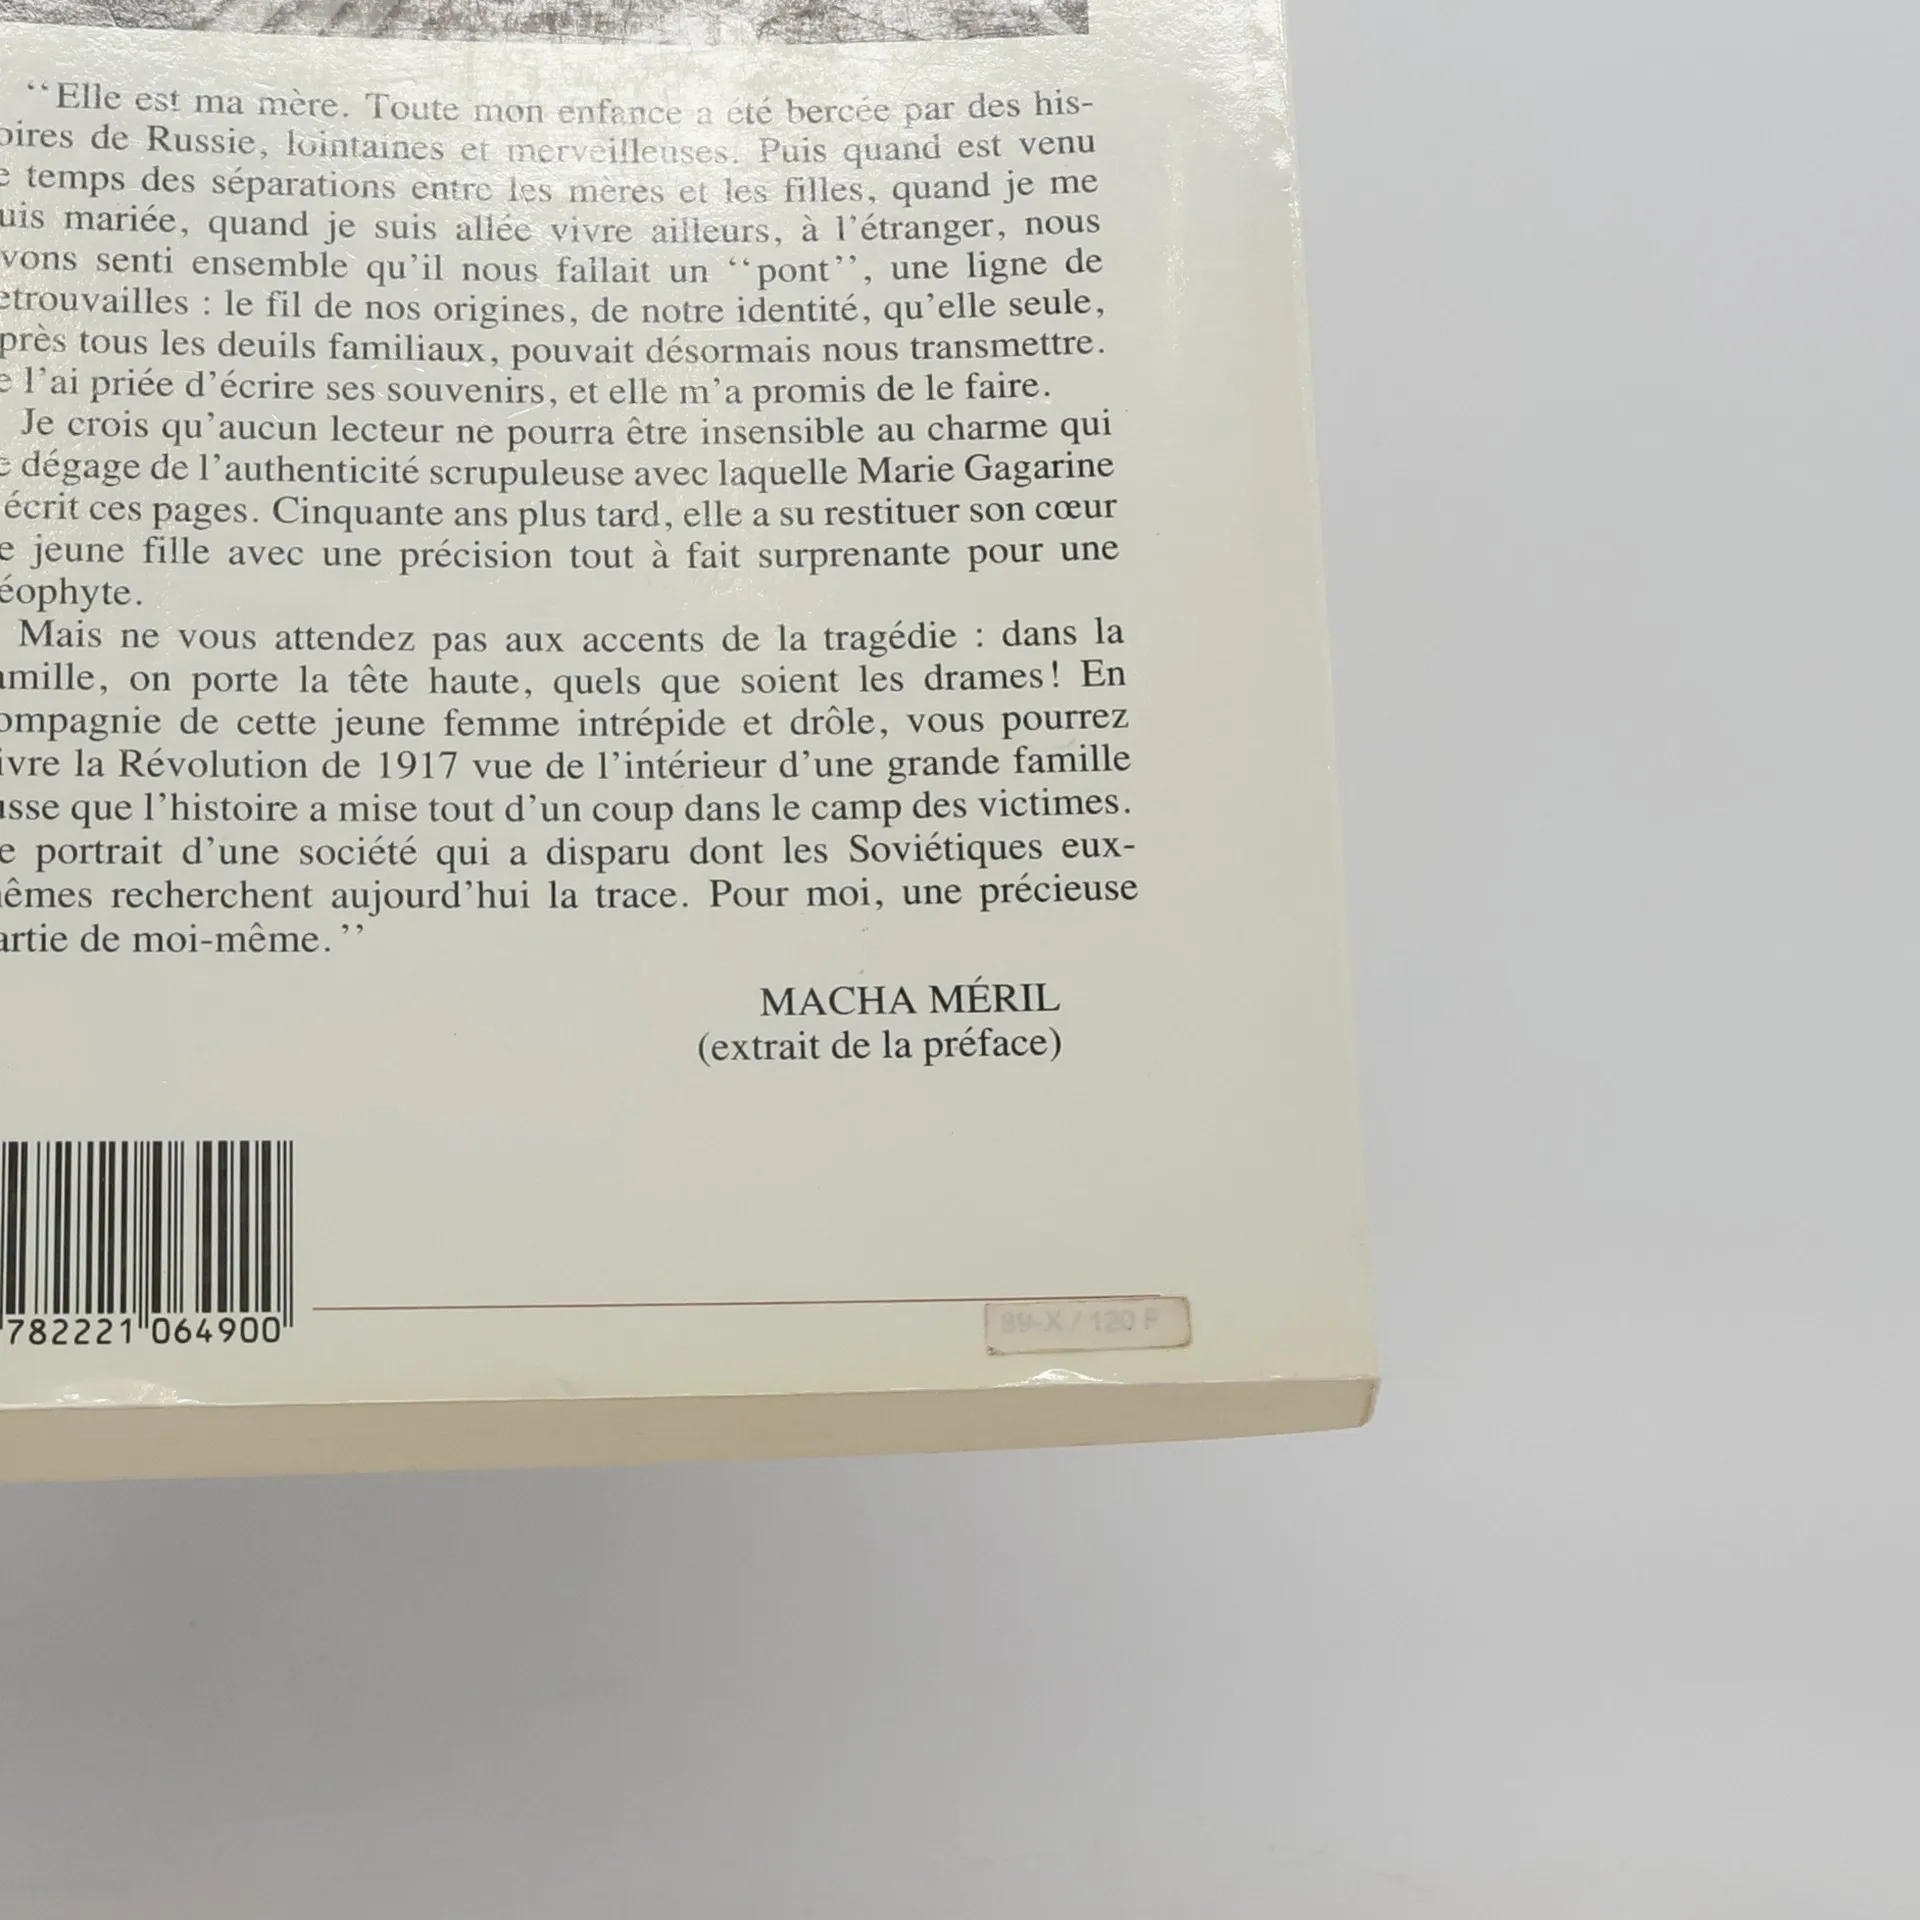 “Elle est ma mère. Toute mon enfance a été bercée par des his-
oires de Russie, lointaines et merveilleuses. Puis quand est venu
e temps des séparations entre les mères et les filles, quand je me
uis mariée, quand je suis allée vivre ailleurs, à l’étranger, nous
vons senti ensemble qu’il nous fallait un “pont”, une ligne de
etrouvailles : le fil de nos origines, de notre identité, qu’elle seule,
près tous les deuils familiaux, pouvait désormais nous transmettre.
e l’ai priée d’écrire ses souvenirs, et elle m’a promis de le faire.
Je crois qu’aucun lecteur ne pourra être insensible au charme qui
e dégage de l’authenticité scrupuleuse avec laquelle Marie Gagarine
écrit ces pages. Cinquante ans plus tard, elle a su restituer son cœur
e jeune fille avec une précision tout à fait surprenante pour une
éophyte.
Mais ne vous attendez pas aux accents de la tragédie : dans la
amille, on porte la tête haute, quels que soient les drames! En
ompagnie de cette jeune femme intrépide et drôle, vous pourrez
ivre la Révolution de 1917 vue de l’intérieur d’une grande famille
usse que l’histoire a mise tout d’un coup dans le camp des victimes.
e portrait d’une société qui a disparu dont les Soviétiques eux-
êmes recherchent aujourd’hui la trace. Pour moi, une précieuse
artie de moi-même.”
MACHA MÉRIL
(extrait de la préface)
782221 064900
89-X / 120 F